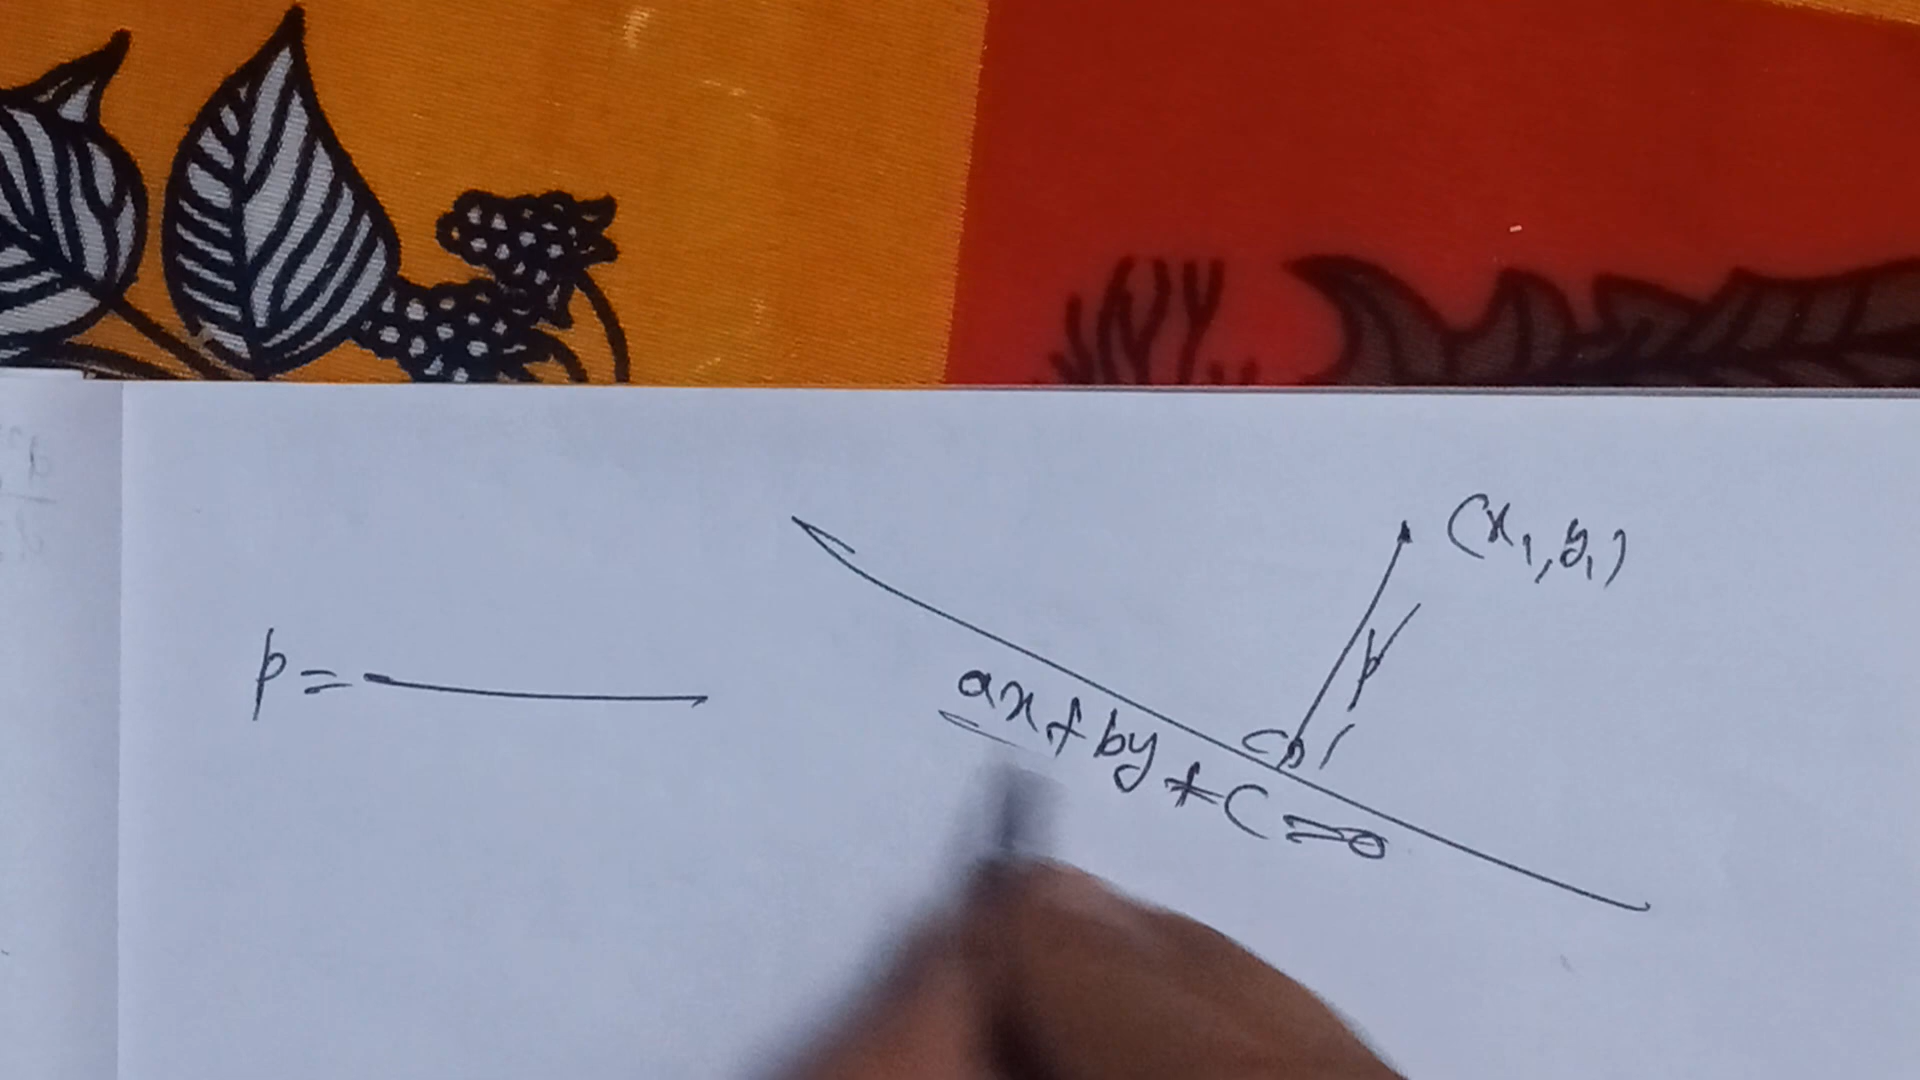 (x₁, y₁)
p =
p
ax + by + c = 0